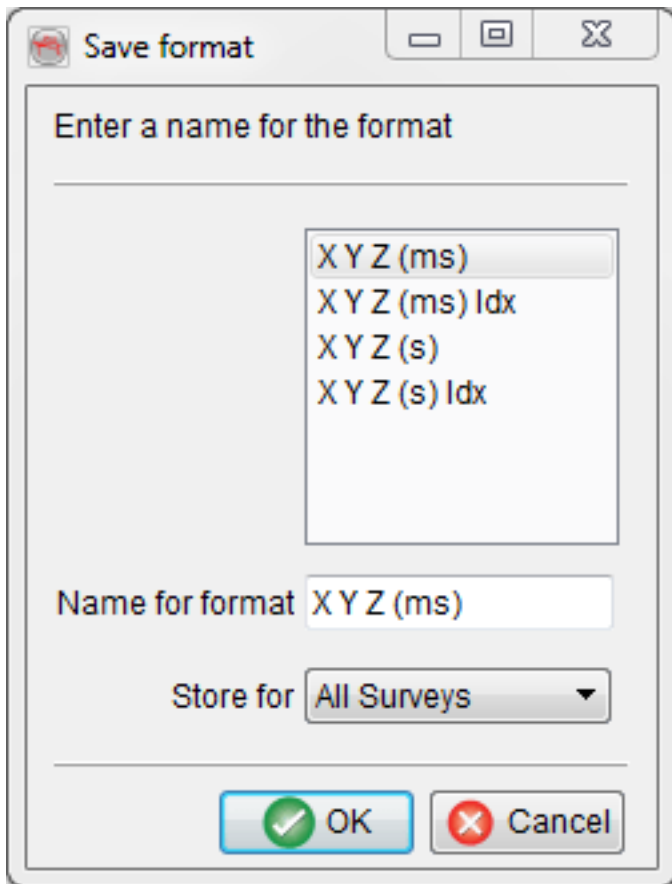 Save format
Enter a name for the format
X Y Z (ms)
X Y Z (ms) Idx
X Y Z (s)
X Y Z (s) Idx
Name for format X Y Z (ms)
Store for All Surveys
OK Cancel